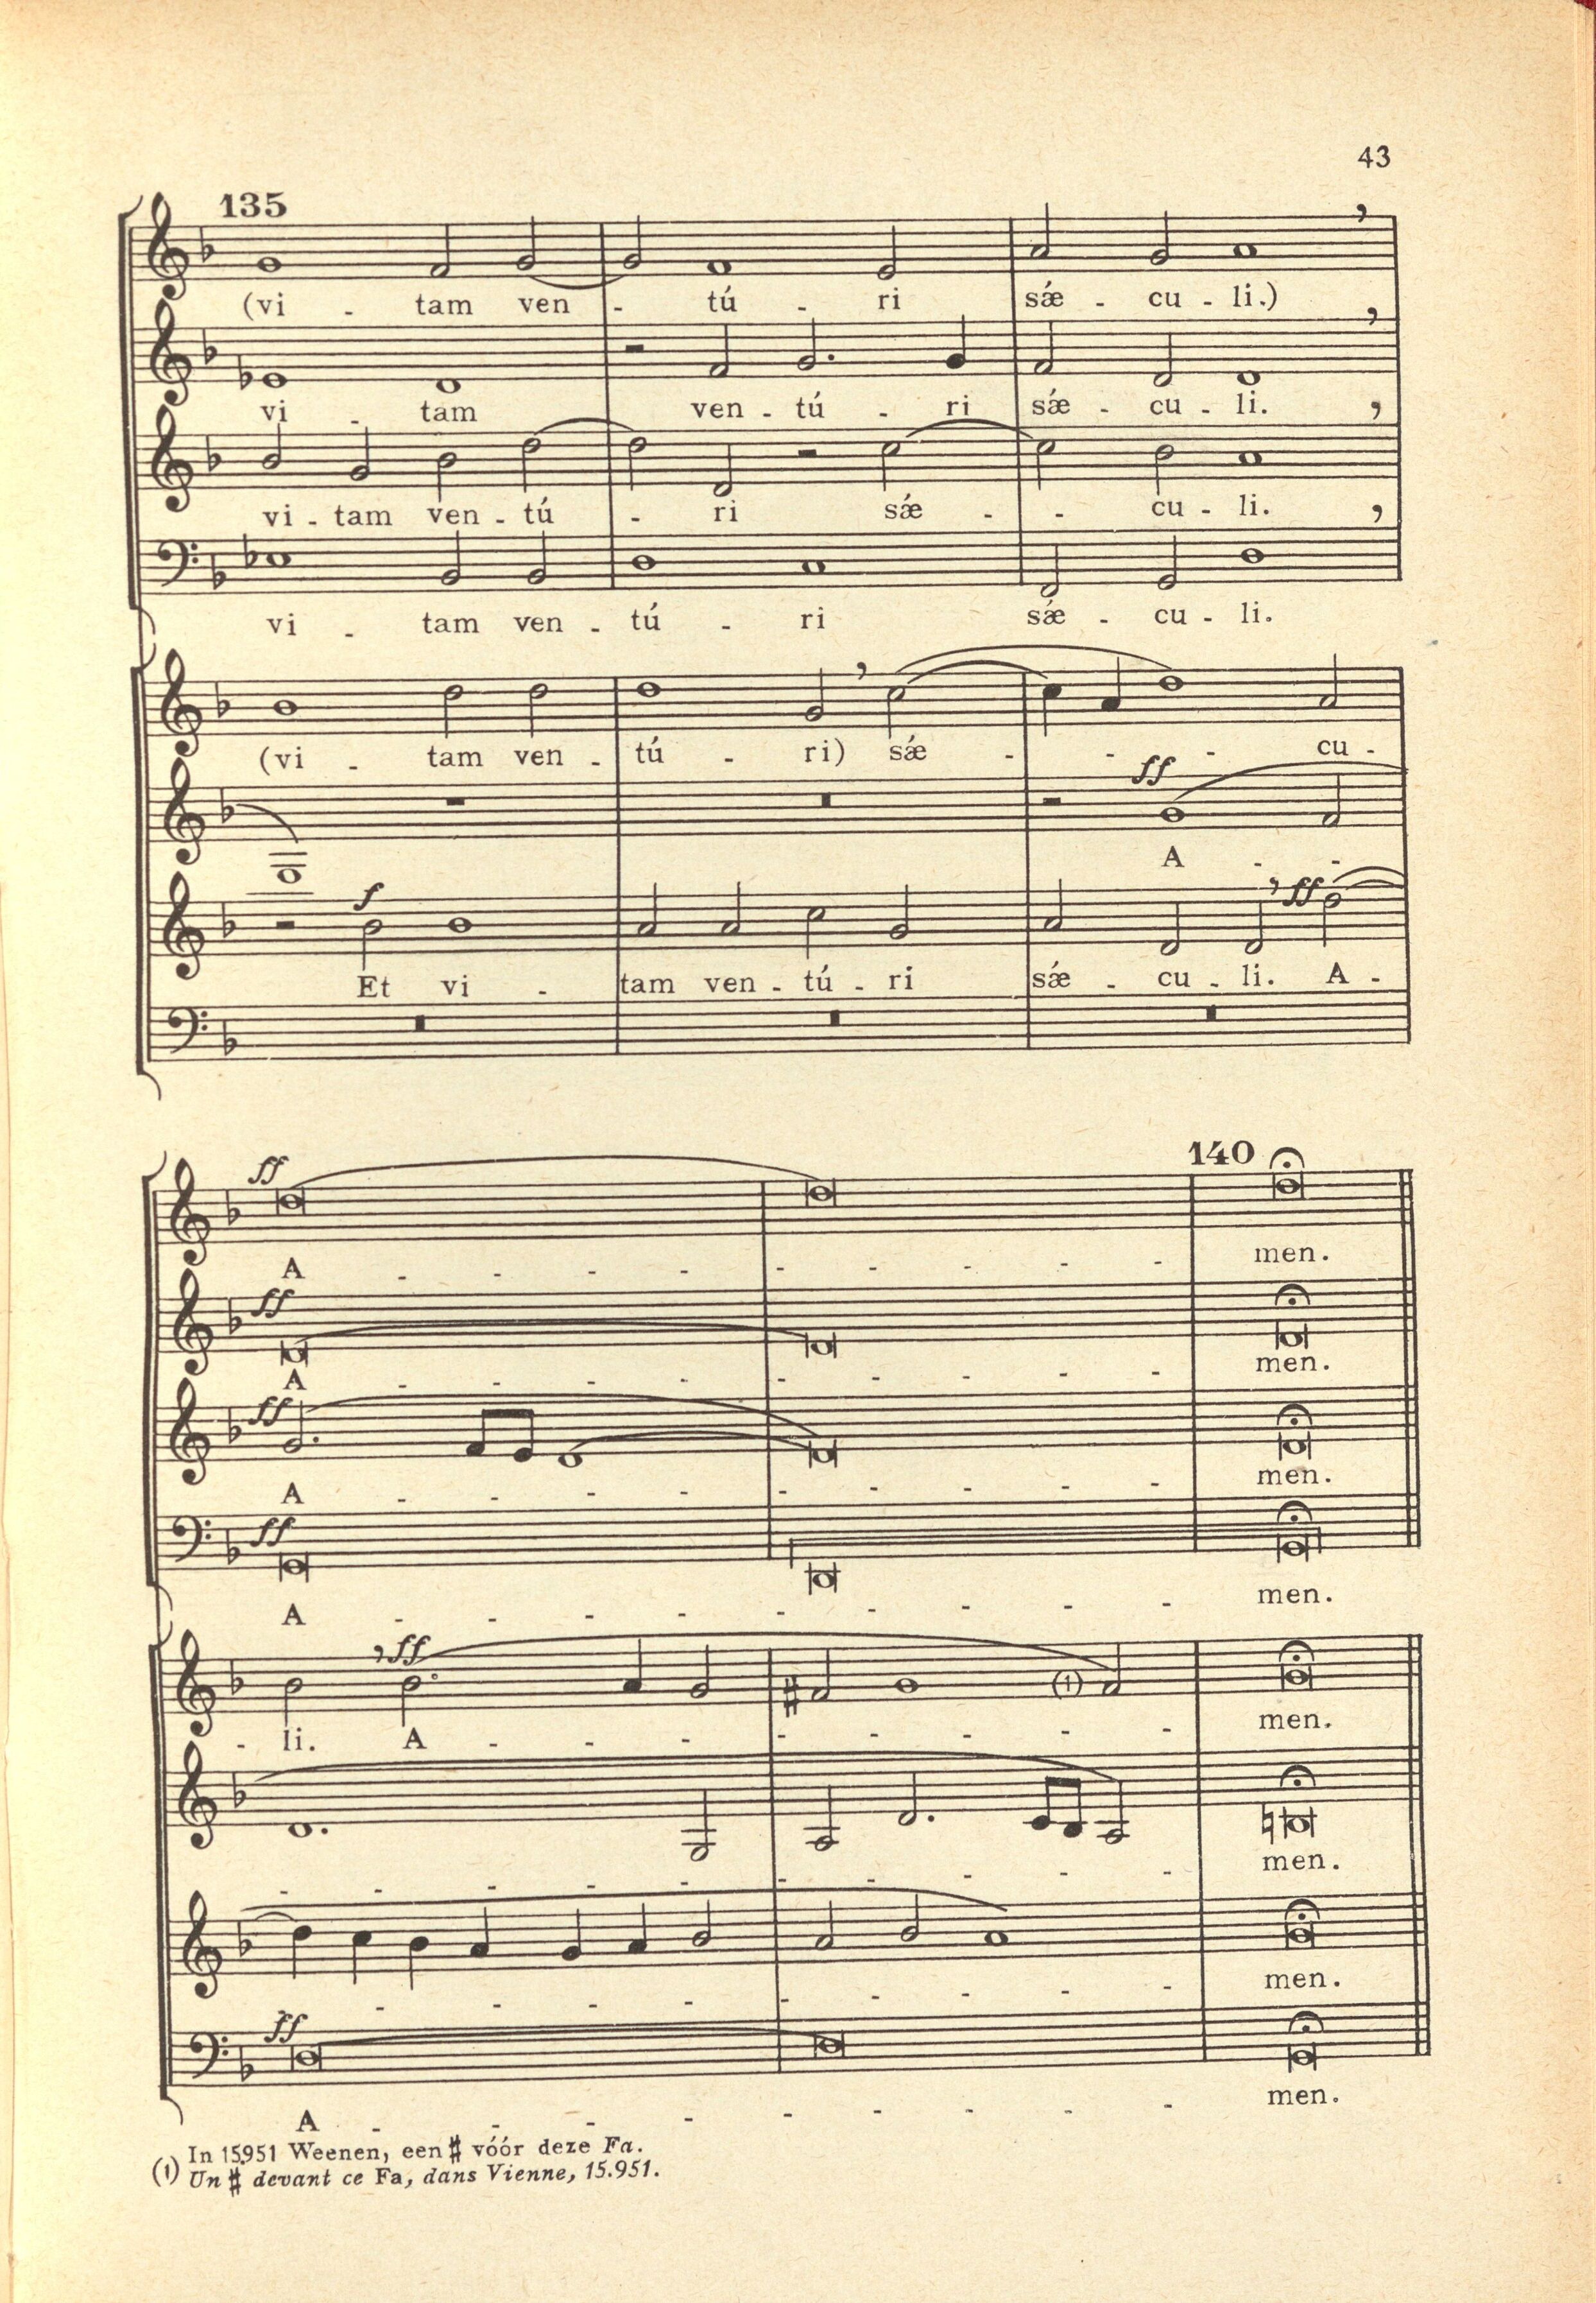 43
135
(vi - tam ven - tú - ri sǽ - cu - li.)
vi - tam ven - tú - ri sǽ - cu - li.
vi - tam ven - tú - ri sǽ - - cu - li.
vi - tam ven - tú - ri sǽ - cu - li.
(vi - tam ven - tú - ri) sǽ - - - cu -
ff
A - -
f ff
Et vi - tam ven - tú - ri sǽ - cu - li. A -
140
ff
A - - - - - - - - - men.
ff
A - - - - - - - - - men.
ff
A - - - - - - - - - men.
ff
A - - - - - - - - - men.
ff
(1)
- li. A - - - - - - - - men.
- - - - - - - - - - men.
- - - - - - - - - men.
ff
A - - - - - - - - - men.
(1) In 15.951 Weenen, een ♯ vóór deze Fa.
Un ♯ devant ce Fa, dans Vienne, 15.951.